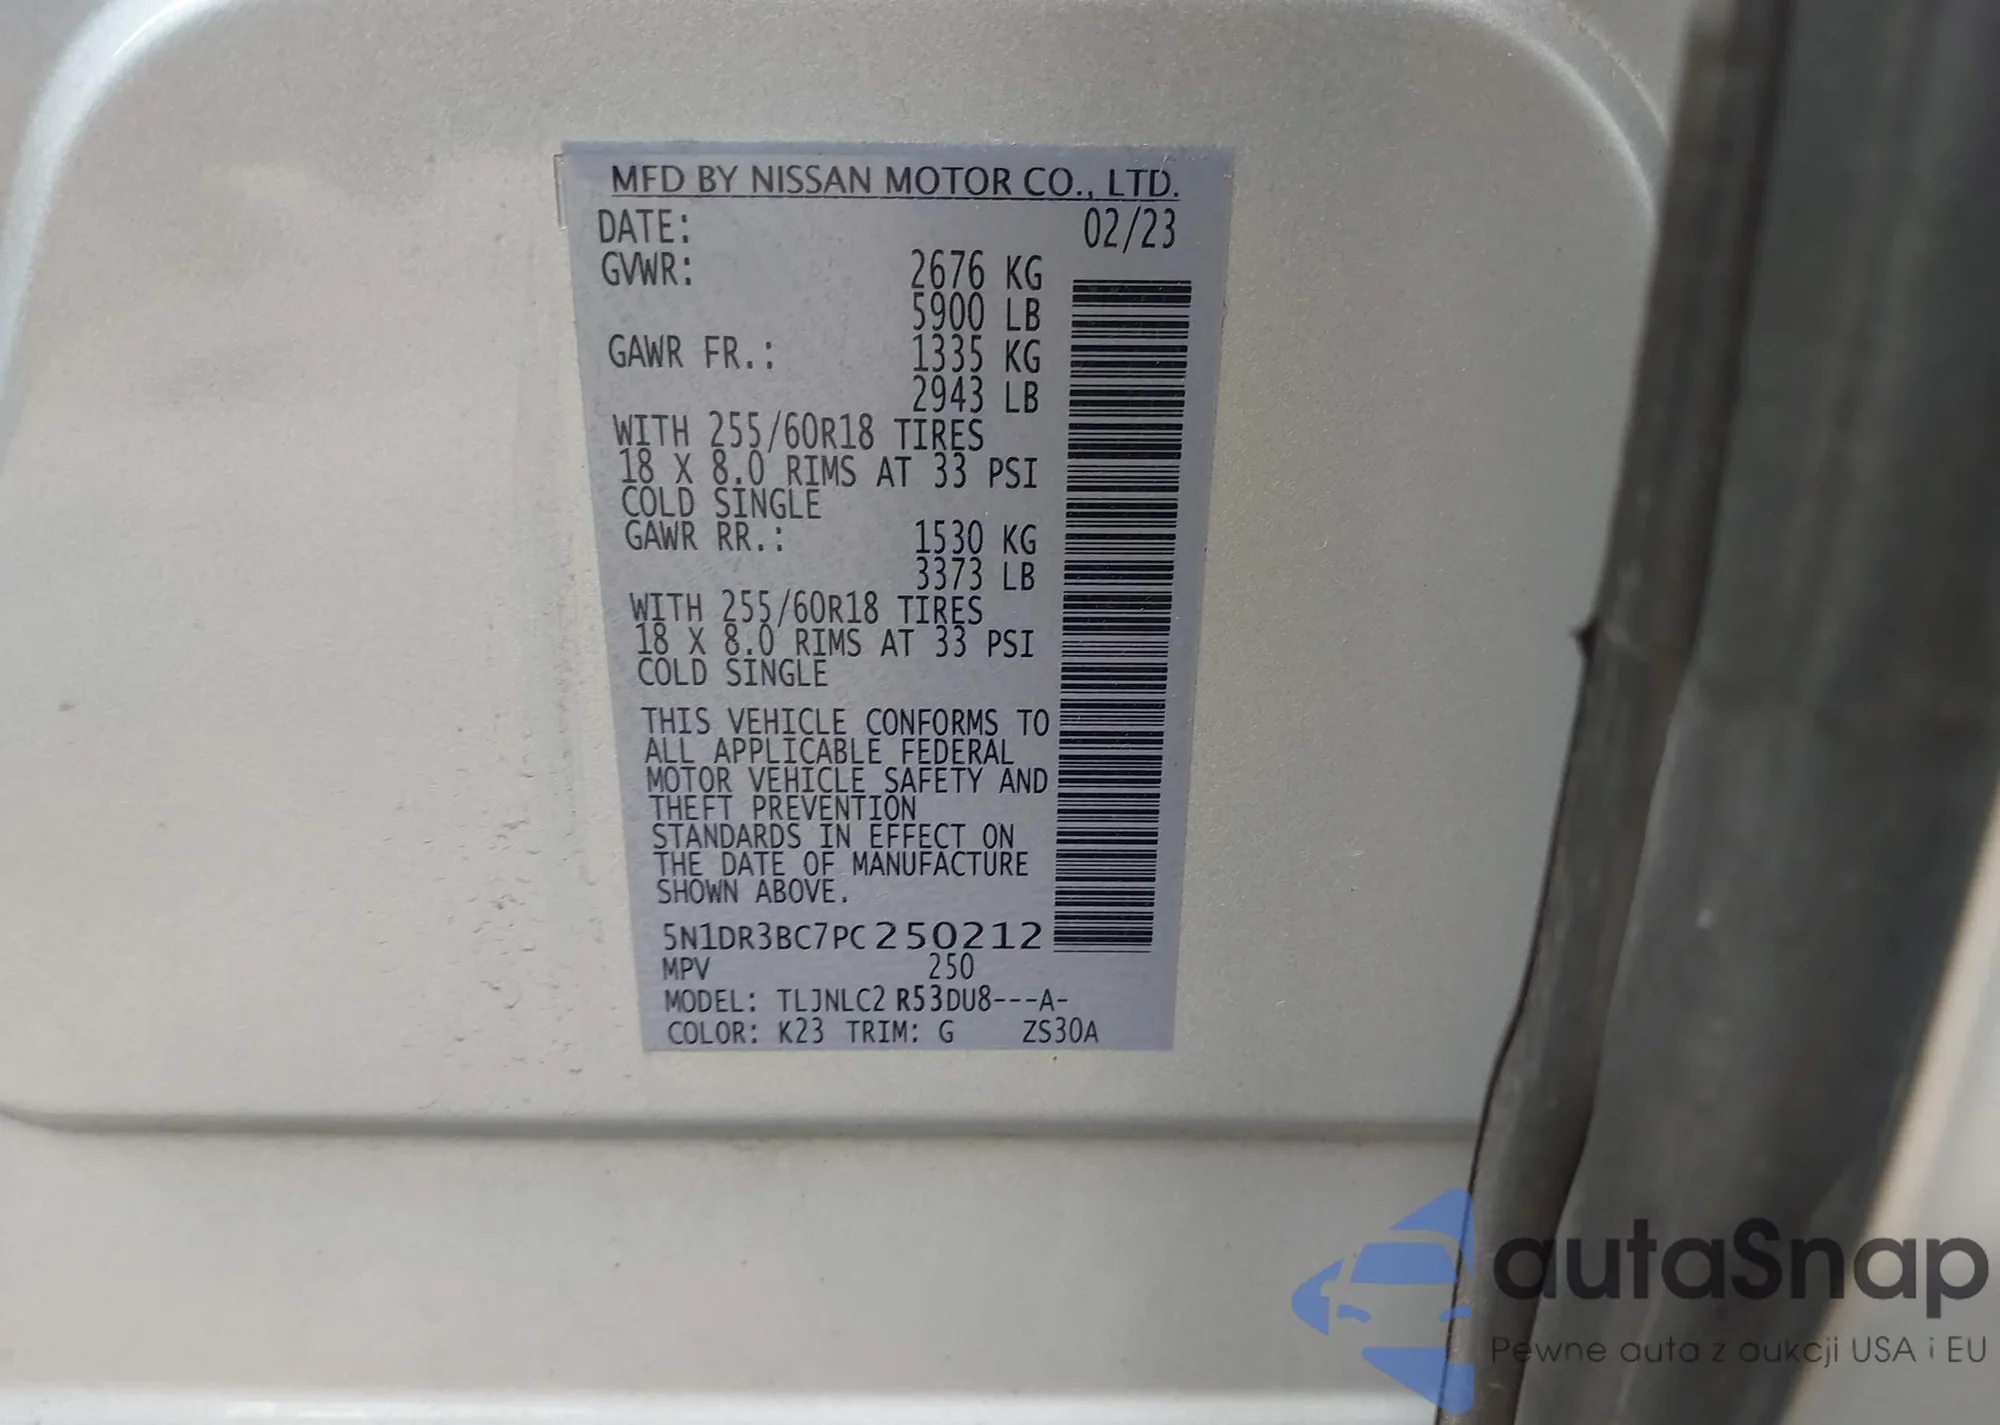 MFD BY NISSAN MOTOR CO., LTD.
DATE: 02/23
GVWR: 2676 KG
5900 LB
GAWR FR.: 1335 KG
2943 LB
WITH 255/60R18 TIRES
18 X 8.0 RIMS AT 33 PSI
COLD SINGLE
GAWR RR.: 1530 KG
3373 LB
WITH 255/60R18 TIRES
18 X 8.0 RIMS AT 33 PSI
COLD SINGLE
THIS VEHICLE CONFORMS TO
ALL APPLICABLE FEDERAL
MOTOR VEHICLE SAFETY AND
THEFT PREVENTION
STANDARDS IN EFFECT ON
THE DATE OF MANUFACTURE
SHOWN ABOVE.
5N1DR3BC7PC250212
MPV 250
MODEL: TLJNLC2 R53DU8---A-
COLOR: K23 TRIM: G ZS30A
autaSnap
Pewne auta z aukcji USA i EU